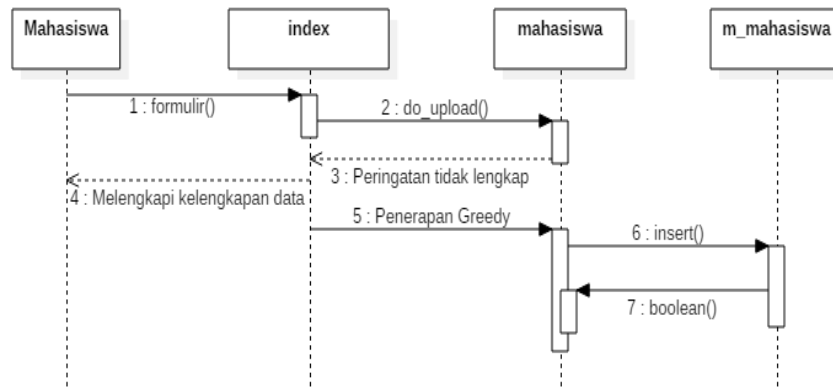 Mahasiswa
index
mahasiswa
m_mahasiswa
1 : formulir()
2 : do_upload()
3 : Peringatan tidak lengkap
4 : Melengkapi kelengkapan data
5 : Penerapan Greedy
6 : insert()
7 : boolean()